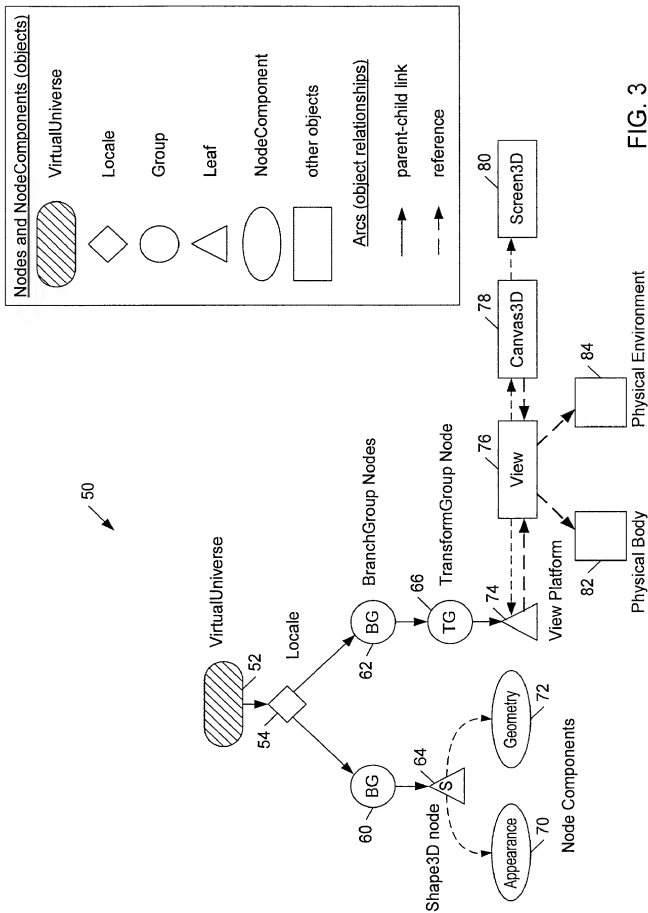 Nodes and NodeComponents (objects)
VirtualUniverse
Locale
Group
Leaf
NodeComponent
other objects
Arcs (object relationships)
parent-child link
reference
50
VirtualUniverse
52
Locale
54
BranchGroup Nodes
BG
60
BG
62
TransformGroup Node
66
TG
Shape3D node
64
S
74
View Platform
76
View
78
Canvas3D
80
Screen3D
Appearance
70
Geometry
72
Node Components
82
Physical Body
84
Physical Environment
FIG. 3